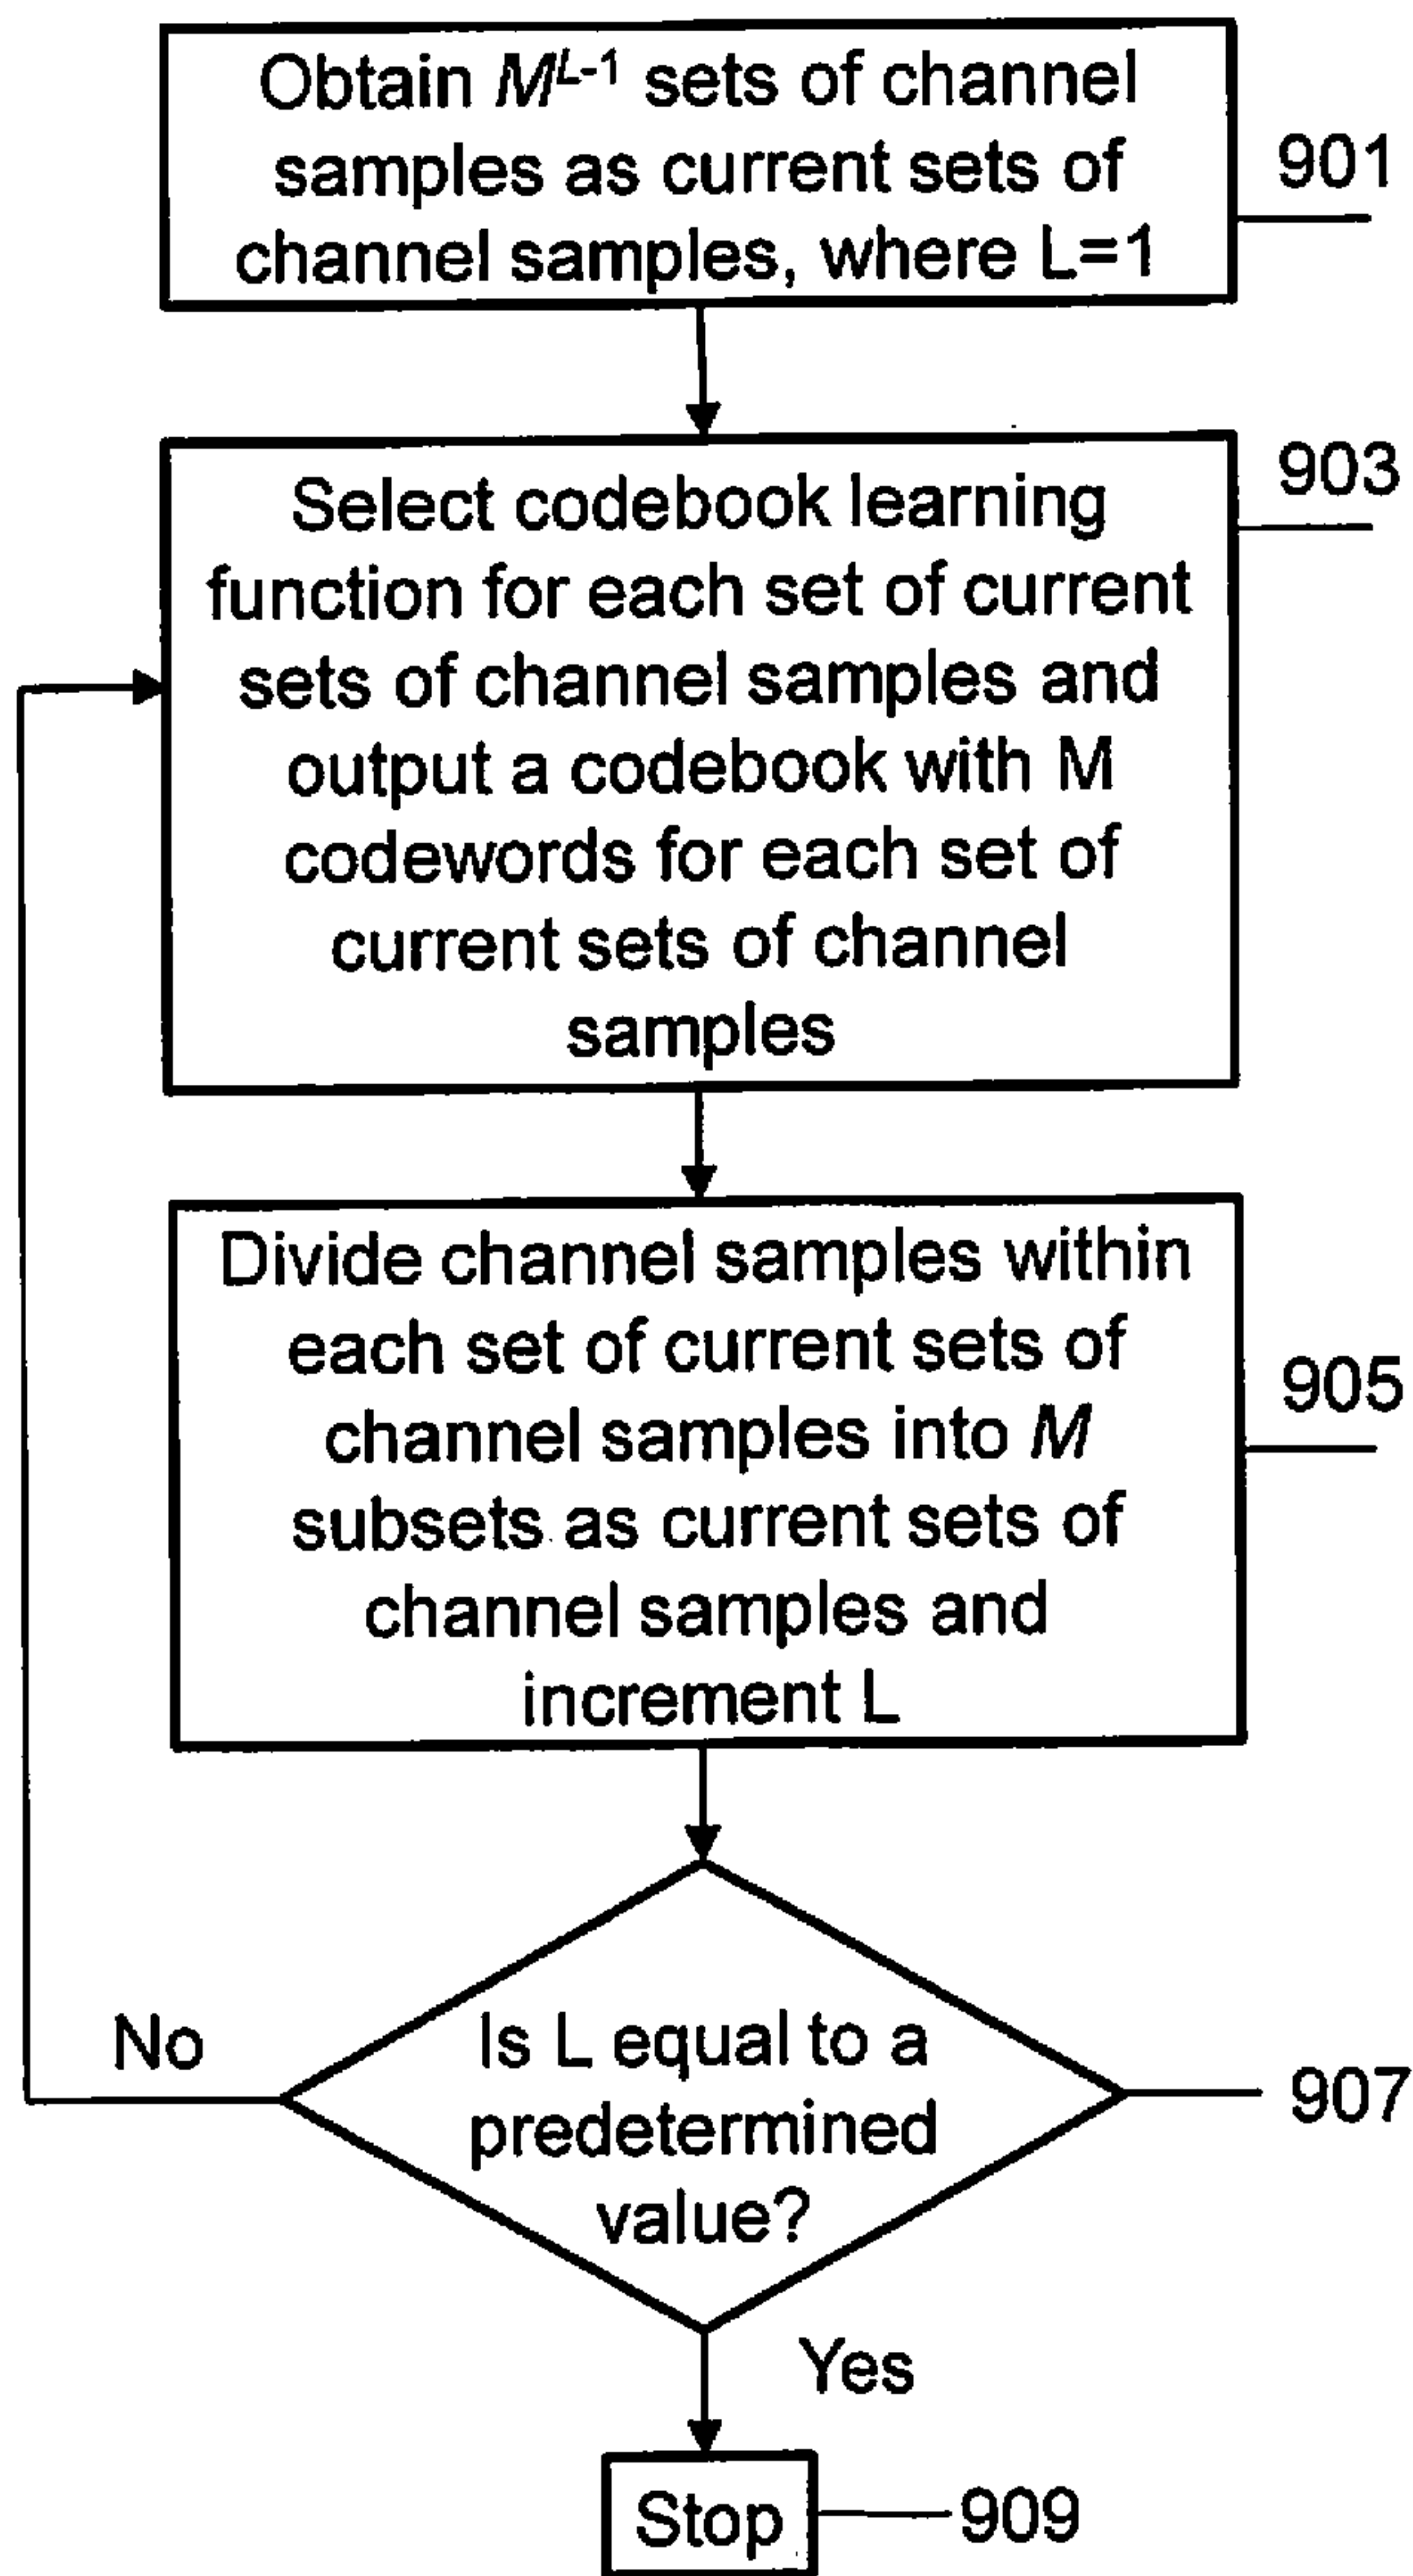 Obtain M^L-1 sets of channel
samples as current sets of
channel samples, where L=1
901
Select codebook learning
function for each set of current
sets of channel samples and
output a codebook with M
codewords for each set of
current sets of channel
samples
903
Divide channel samples within
each set of current sets of
channel samples into M
subsets as current sets of
channel samples and
increment L
905
Is L equal to a
predetermined
value?
907
No
Yes
Stop
909